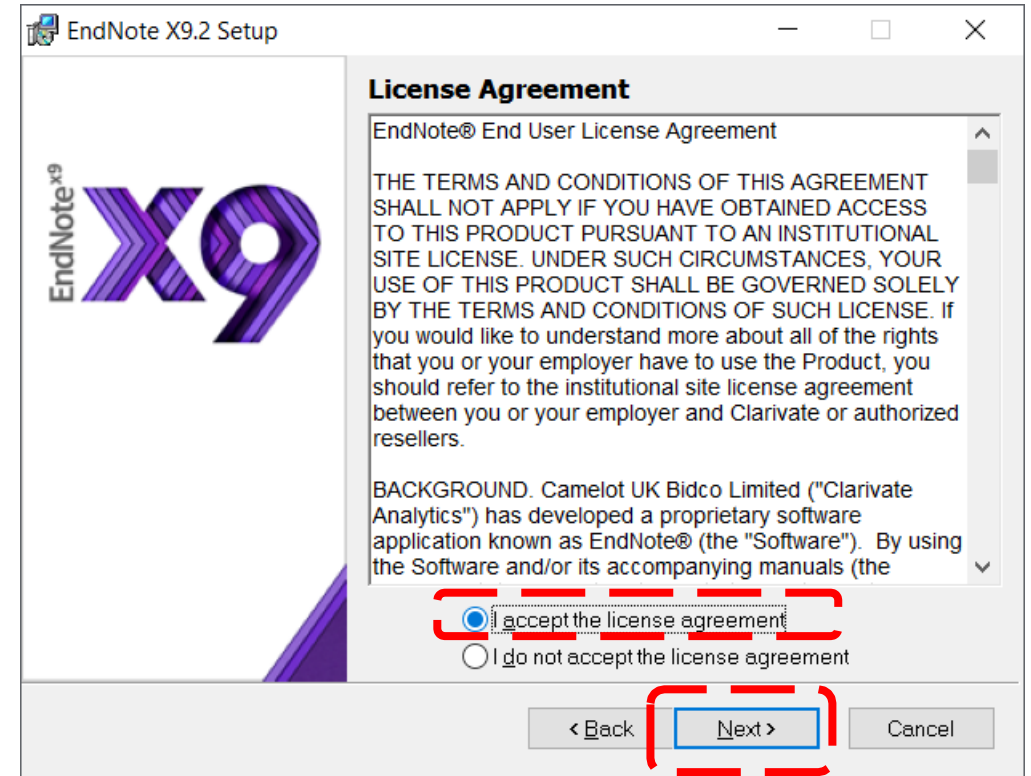 EndNote X9.2 Setup
License Agreement
EndNote® End User License Agreement
THE TERMS AND CONDITIONS OF THIS AGREEMENT
SHALL NOT APPLY IF YOU HAVE OBTAINED ACCESS
TO THIS PRODUCT PURSUANT TO AN INSTITUTIONAL
SITE LICENSE. UNDER SUCH CIRCUMSTANCES, YOUR
USE OF THIS PRODUCT SHALL BE GOVERNED SOLELY
BY THE TERMS AND CONDITIONS OF SUCH LICENSE. If
you would like to understand more about all of the rights
that you or your employer have to use the Product, you
should refer to the institutional site license agreement
between you or your employer and Clarivate or authorized
resellers.
BACKGROUND. Camelot UK Bidco Limited ("Clarivate
Analytics") has developed a proprietary software
application known as EndNote® (the "Software").  By using
the Software and/or its accompanying manuals (the
EndNote x9
X9
I accept the license agreement
I do not accept the license agreement
< Back
Next >
Cancel